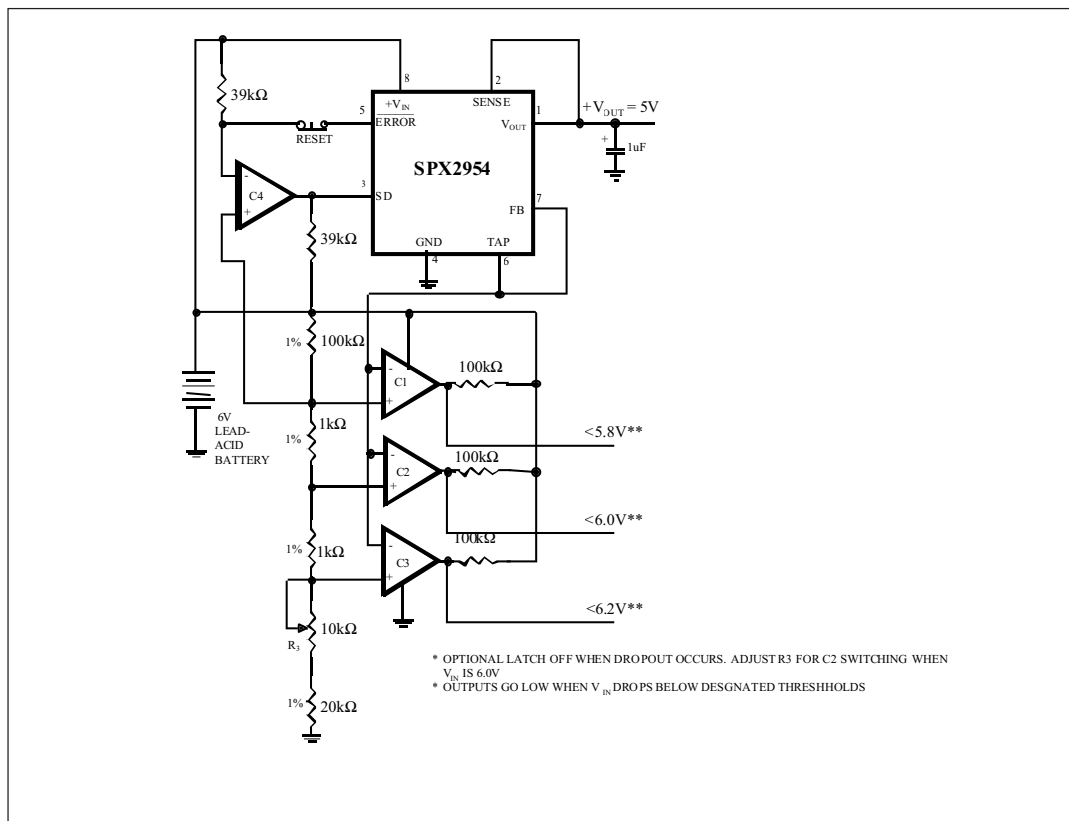 8
2
39kΩ
+V_IN
SENSE
5
ERROR
1
V_OUT
+V_OUT = 5V
RESET
+
1uF
SPX2954
-
C4
+
3
SD
7
FB
39kΩ
GND
TAP
4
6
1%
100kΩ
-
C1
+
100kΩ
6V
LEAD-
ACID
BATTERY
1kΩ
1%
<5.8V**
100kΩ
-
C2
+
<6.0V**
100kΩ
1%
1kΩ
-
C3
+
<6.2V**
10kΩ
R3
* OPTIONAL LATCH OFF WHEN DROPOUT OCCURS. ADJUST R3 FOR C2 SWITCHING WHEN
V_IN IS 6.0V
* OUTPUTS GO LOW WHEN V_IN DROPS BELOW DESGNATED THRESHHOLDS
1%
20kΩ